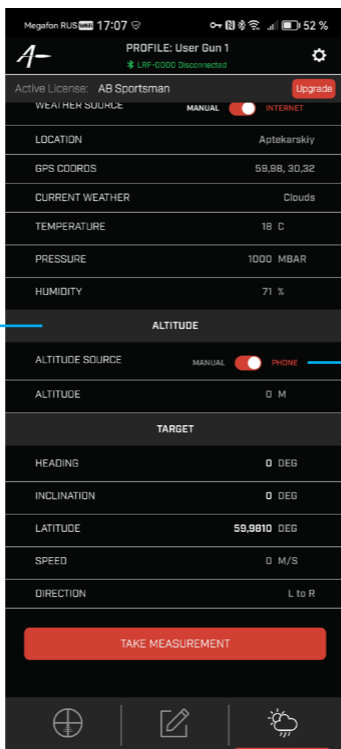 Megafon RUS 17:07 52 %
PROFILE: User Gun 1
LRF-0000 Disconnected
Active License: AB Sportsman Upgrade
WEATHER SOURCE MANUAL INTERNET
LOCATION Aptekarskiy
GPS COORDS 59,98, 30,32
CURRENT WEATHER Clouds
TEMPERATURE 18 C
PRESSURE 1000 MBAR
HUMIDITY 71 %
ALTITUDE
ALTITUDE SOURCE MANUAL PHONE
ALTITUDE 0 M
TARGET
HEADING 0 DEG
INCLINATION 0 DEG
LATITUDE 59,9810 DEG
SPEED 0 M/S
DIRECTION L to R
TAKE MEASUREMENT